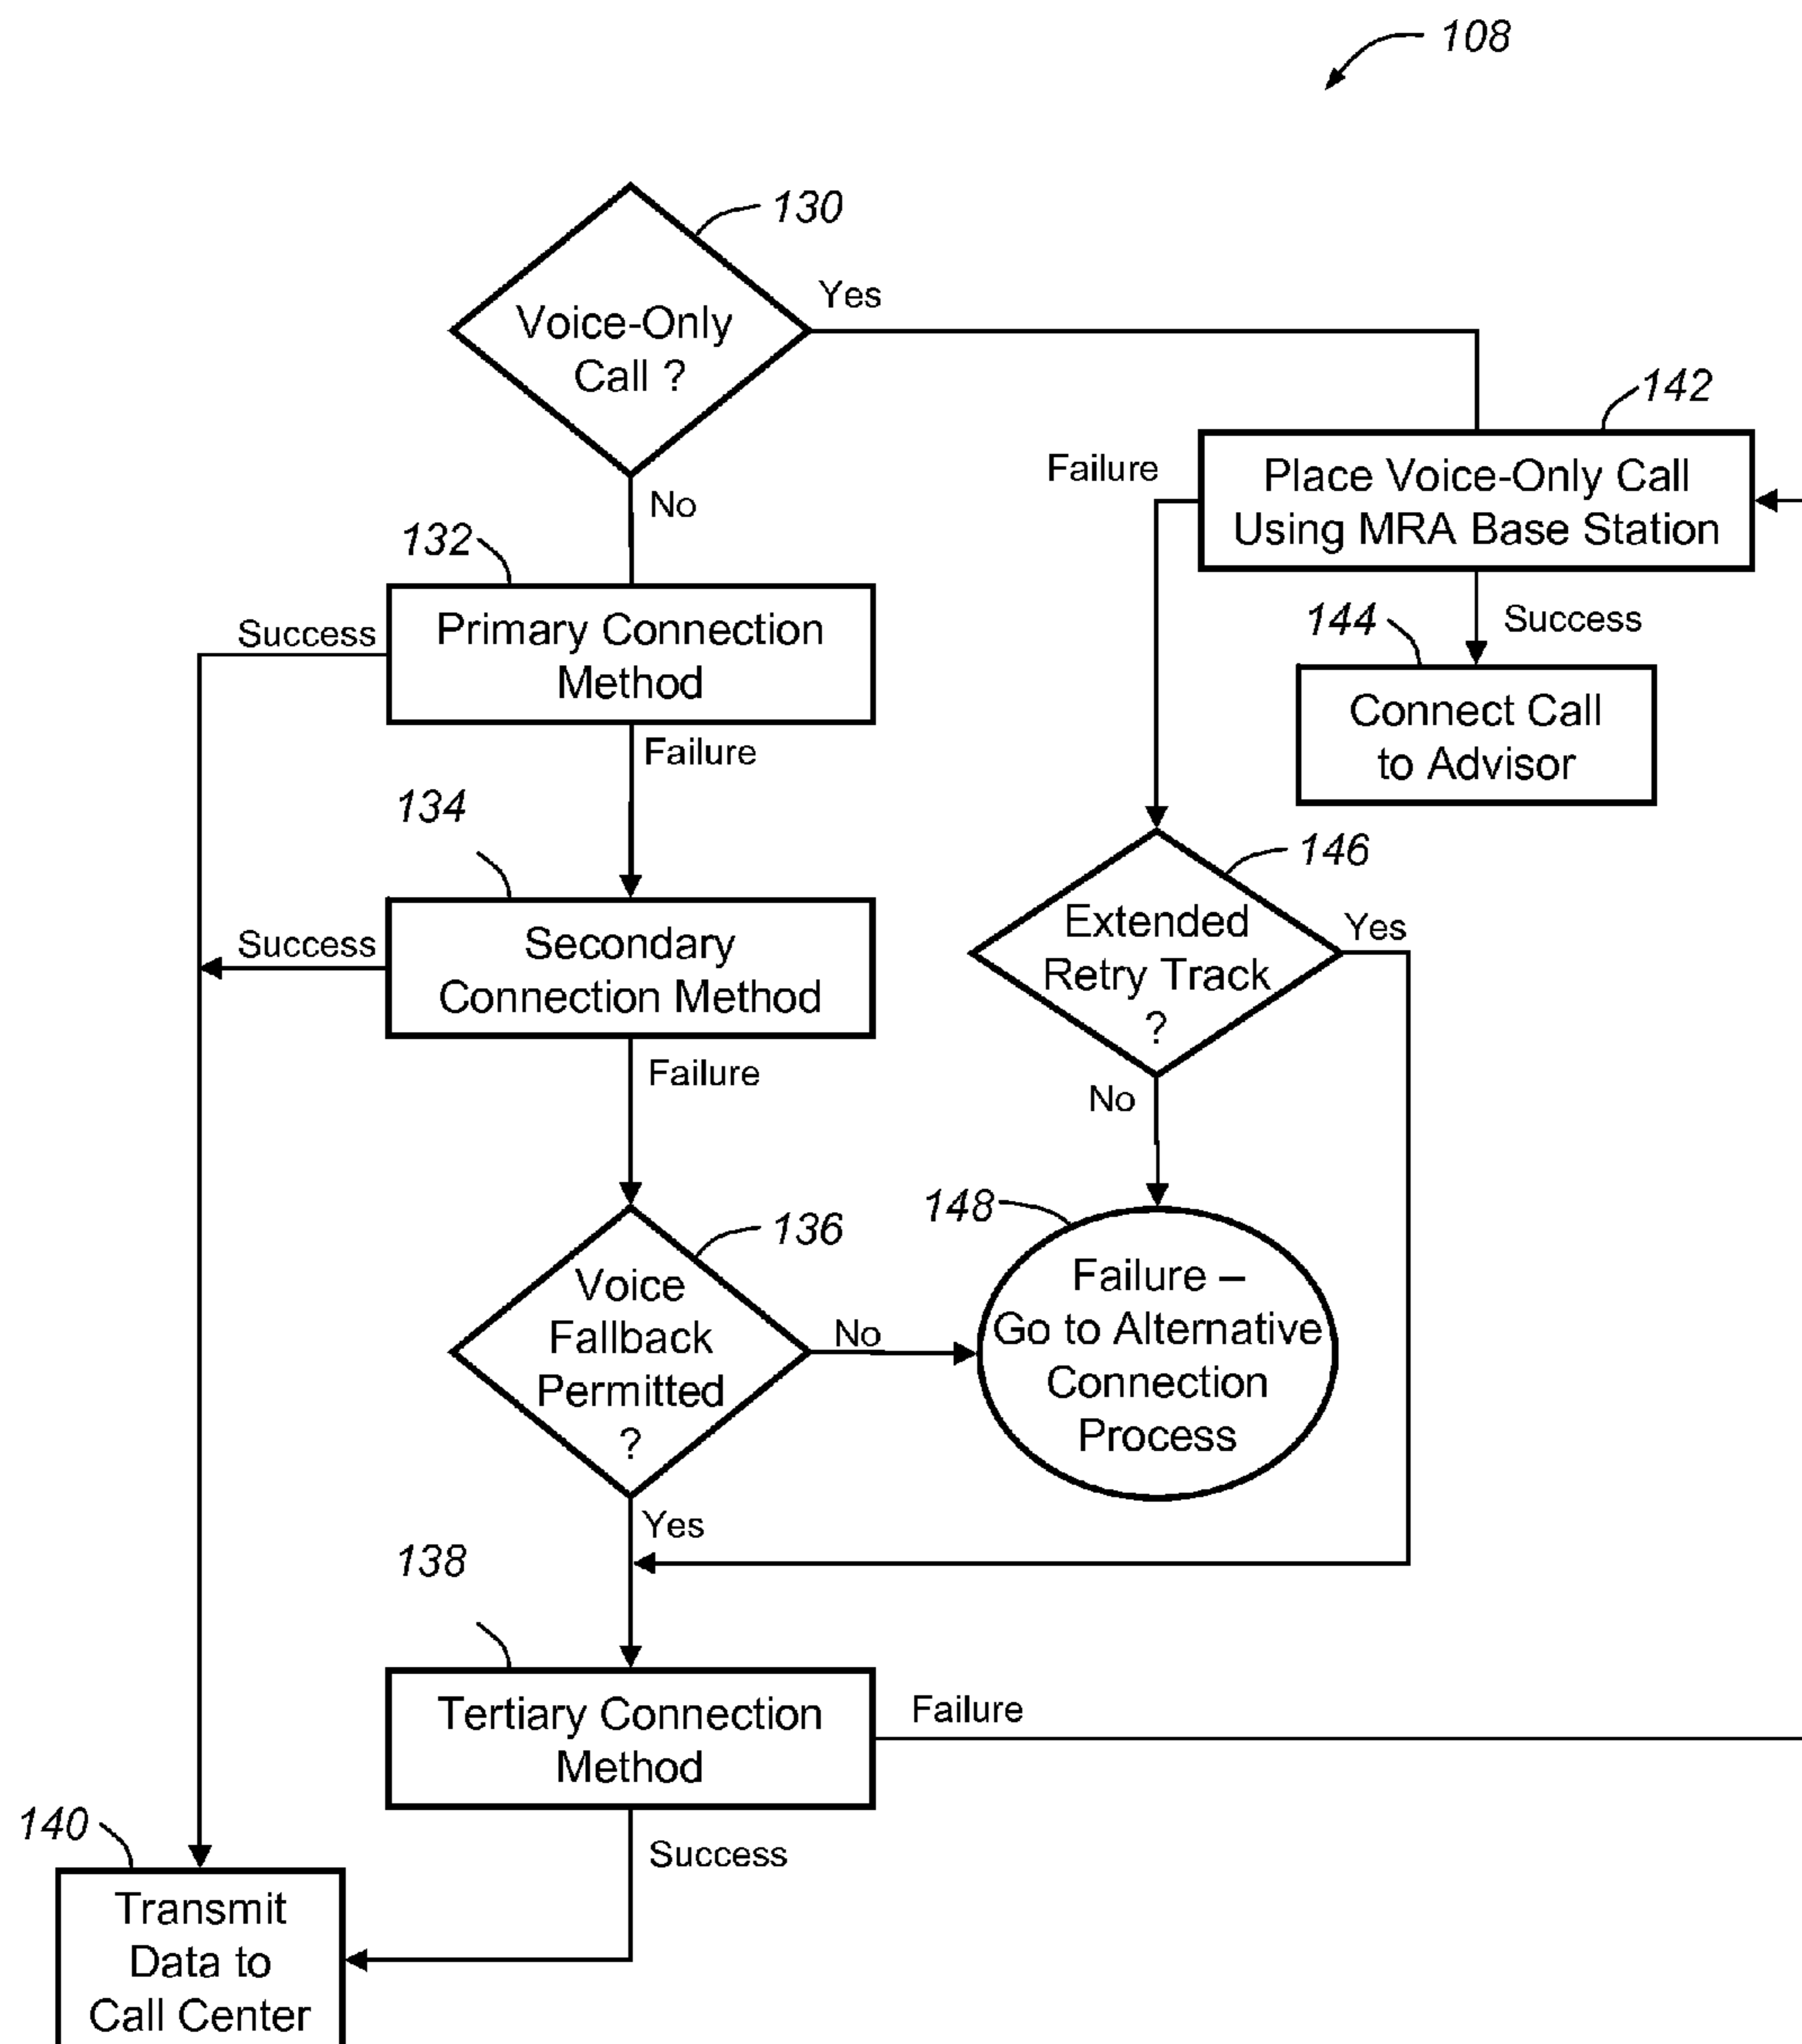 108
130
Voice-Only
Call ?
Yes
No
142
Place Voice-Only Call
Using MRA Base Station
Failure
Success
144
Connect Call
to Advisor
132
Primary Connection
Method
Success
Failure
134
Secondary
Connection Method
Success
Failure
146
Extended
Retry Track
?
Yes
No
136
Voice
Fallback
Permitted
?
No
Yes
148
Failure –
Go to Alternative
Connection
Process
138
Tertiary Connection
Method
Failure
Success
140
Transmit
Data to
Call Center